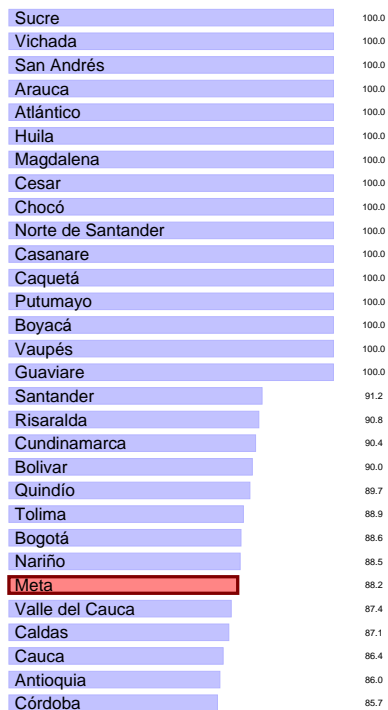 Sucre 100.0
Vichada 100.0
San Andrés 100.0
Arauca 100.0
Atlántico 100.0
Huila 100.0
Magdalena 100.0
Cesar 100.0
Chocó 100.0
Norte de Santander 100.0
Casanare 100.0
Caquetá 100.0
Putumayo 100.0
Boyacá 100.0
Vaupés 100.0
Guaviare 100.0
Santander 91.2
Risaralda 90.8
Cundinamarca 90.4
Bolivar 90.0
Quindío 89.7
Tolima 88.9
Bogotá 88.6
Nariño 88.5
Meta 88.2
Valle del Cauca 87.4
Caldas 87.1
Cauca 86.4
Antioquia 86.0
Córdoba 85.7